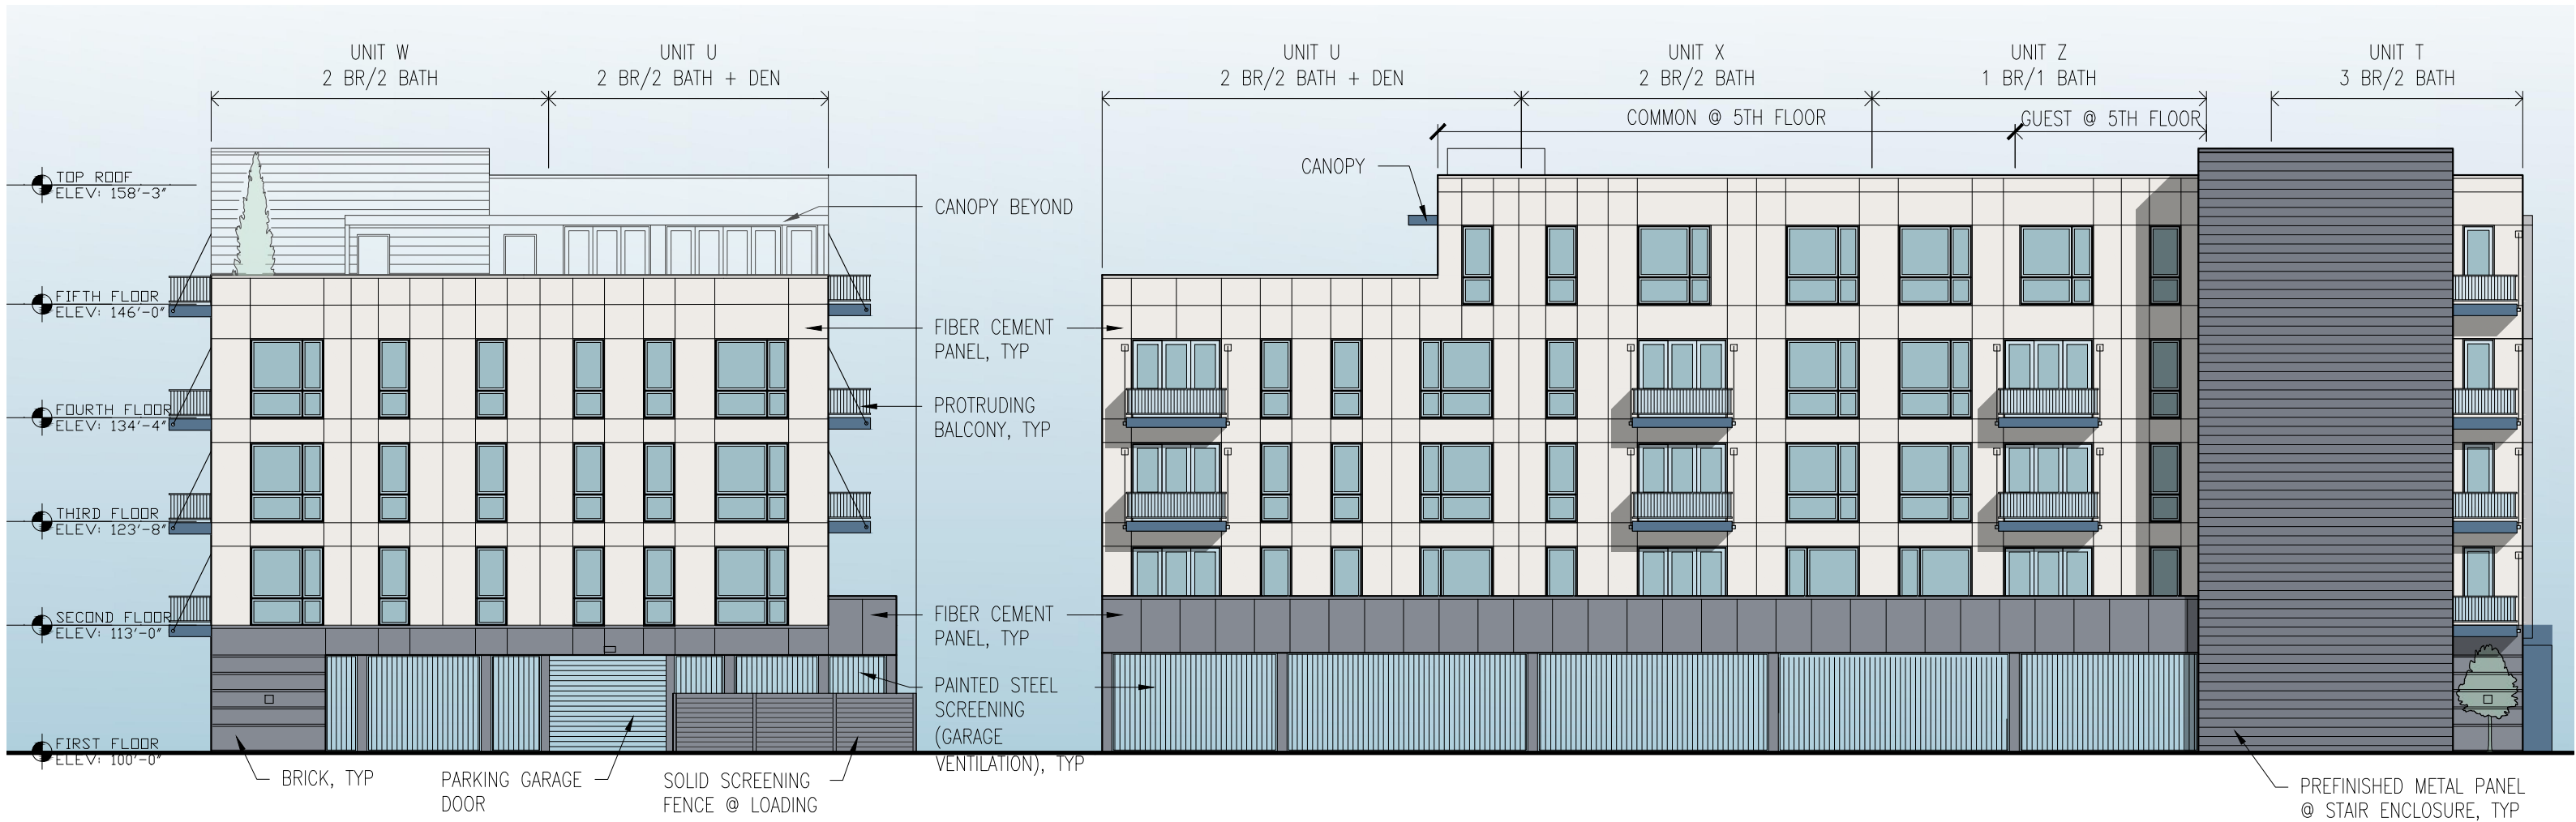 UNIT W
2 BR/2 BATH
UNIT U
2 BR/2 BATH + DEN
UNIT U
2 BR/2 BATH + DEN
UNIT X
2 BR/2 BATH
UNIT Z
1 BR/1 BATH
UNIT T
3 BR/2 BATH
COMMON @ 5TH FLOOR
GUEST @ 5TH FLOOR
CANOPY
TOP ROOF
ELEV: 158'-3"
CANOPY BEYOND
FIFTH FLOOR
ELEV: 146'-0"
FIBER CEMENT
PANEL, TYP
FOURTH FLOOR
ELEV: 134'-4"
PROTRUDING
BALCONY, TYP
THIRD FLOOR
ELEV: 123'-8"
SECOND FLOOR
ELEV: 113'-0"
FIBER CEMENT
PANEL, TYP
PAINTED STEEL
SCREENING
(GARAGE
VENTILATION), TYP
FIRST FLOOR
ELEV: 100'-0"
BRICK, TYP
PARKING GARAGE
DOOR
SOLID SCREENING
FENCE @ LOADING
PREFINISHED METAL PANEL
@ STAIR ENCLOSURE, TYP